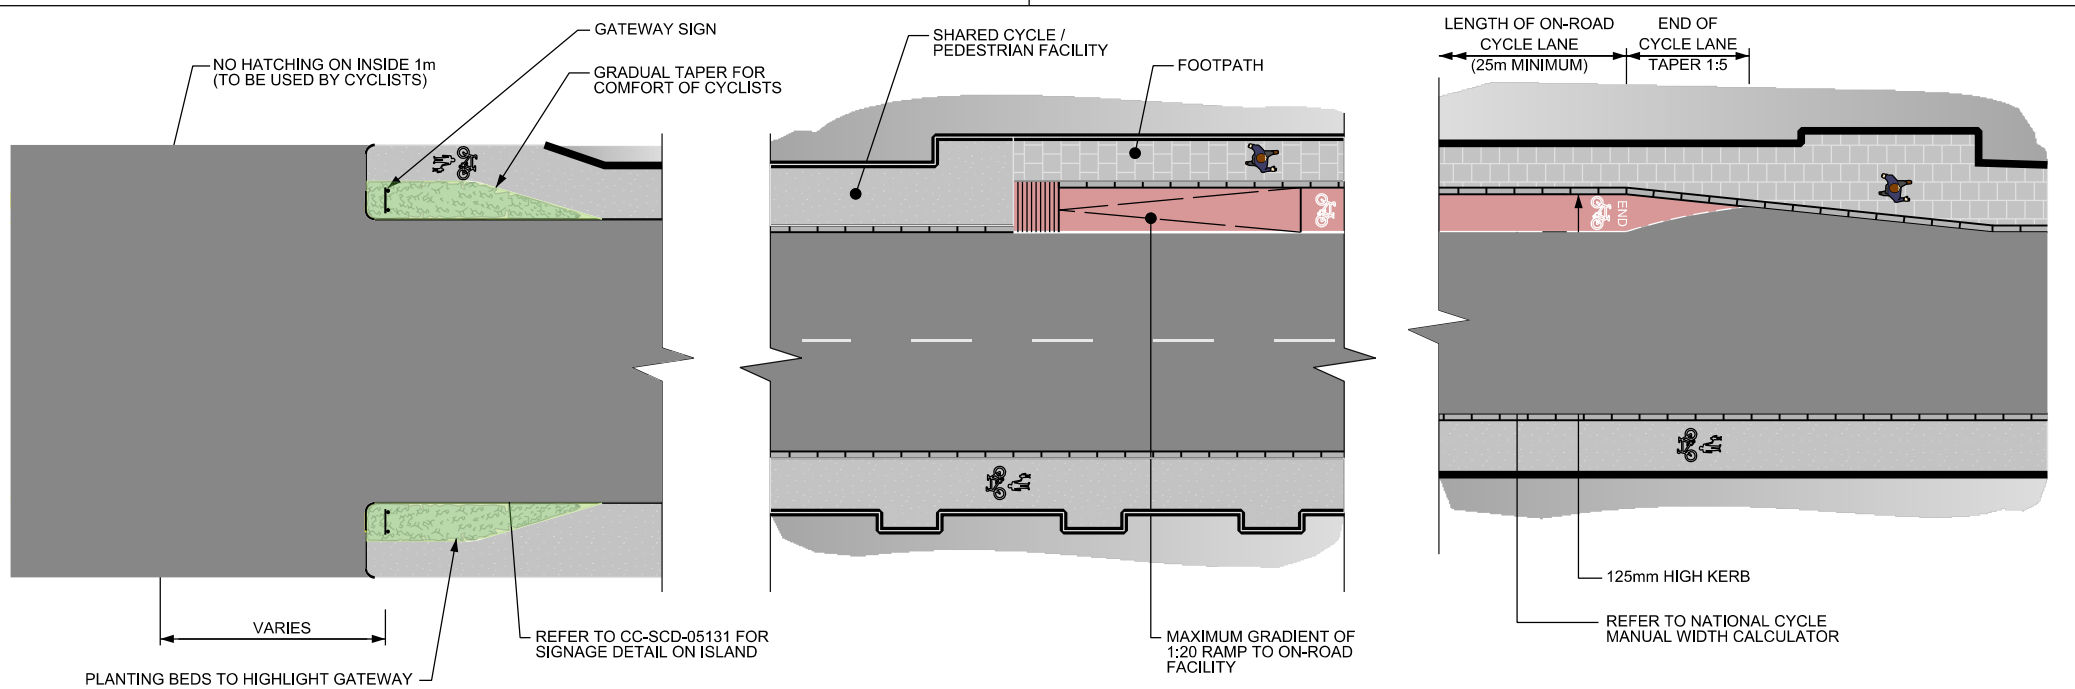 GATEWAY SIGN
NO HATCHING ON INSIDE 1m
(TO BE USED BY CYCLISTS)
GRADUAL TAPER FOR
COMFORT OF CYCLISTS
VARIES
REFER TO CC-SCD-05131 FOR
SIGNAGE DETAIL ON ISLAND
PLANTING BEDS TO HIGHLIGHT GATEWAY
SHARED CYCLE /
PEDESTRIAN FACILITY
FOOTPATH
MAXIMUM GRADIENT OF
1:20 RAMP TO ON-ROAD
FACILITY
LENGTH OF ON-ROAD
CYCLE LANE
(25m MINIMUM)
END OF
CYCLE LANE
TAPER 1:5
END
125mm HIGH KERB
REFER TO NATIONAL CYCLE
MANUAL WIDTH CALCULATOR